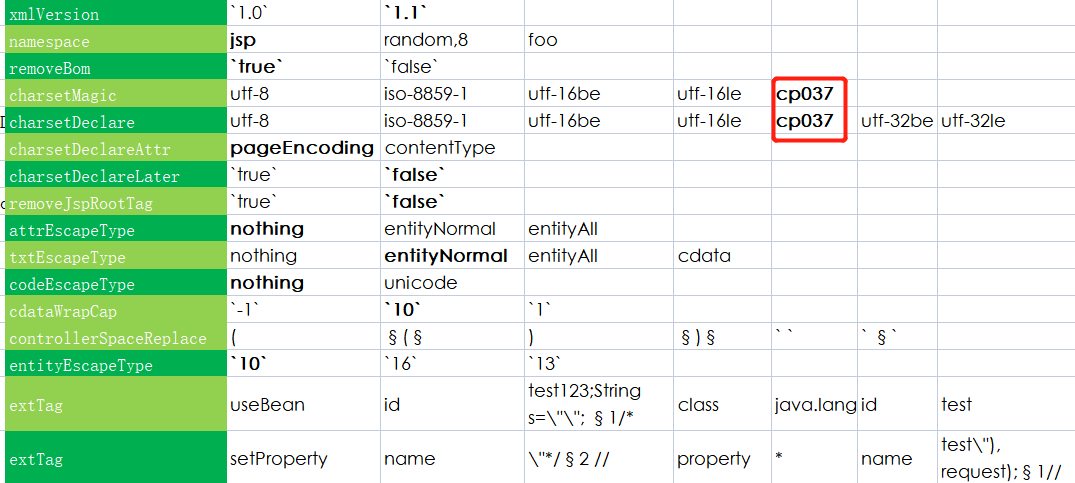 xmlVersion `1.0` `1.1`
namespace jsp random,8 foo
removeBom `true` `false`
charsetMagic utf-8 iso-8859-1 utf-16be utf-16le cp037
charsetDeclare utf-8 iso-8859-1 utf-16be utf-16le cp037 utf-32be utf-32le
charsetDeclareAttr pageEncoding contentType
charsetDeclareLater `true` `false`
removeJspRootTag `true` `false`
attrEscapeType nothing entityNormal entityAll
txtEscapeType nothing entityNormal entityAll cdata
codeEscapeType nothing unicode
cdataWrapCap `-1` `10` `1`
controllerSpaceReplace ( §(§ ) §)§ ` ` ` §`
entityEscapeType `10` `16` `13`
extTag useBean id test123;String s=\"\"; §1/* class java.lang id test
extTag setProperty name \"*/§2 // property * name test\"), request);§1//